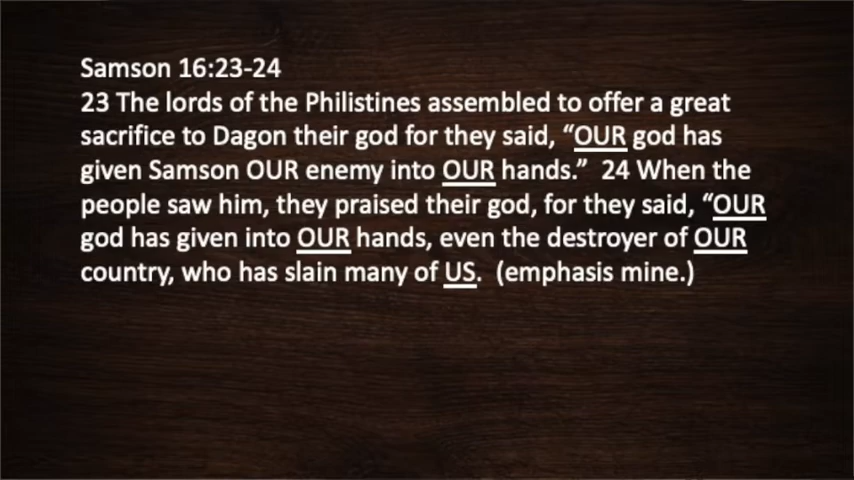 Samson 16:23-24
23 The lords of the Philistines assembled to offer a great
sacrifice to Dagon their god for they said, “OUR god has
given Samson OUR enemy into OUR hands.”  24 When the
people saw him, they praised their god, for they said, “OUR
god has given into OUR hands, even the destroyer of OUR
country, who has slain many of US.  (emphasis mine.)